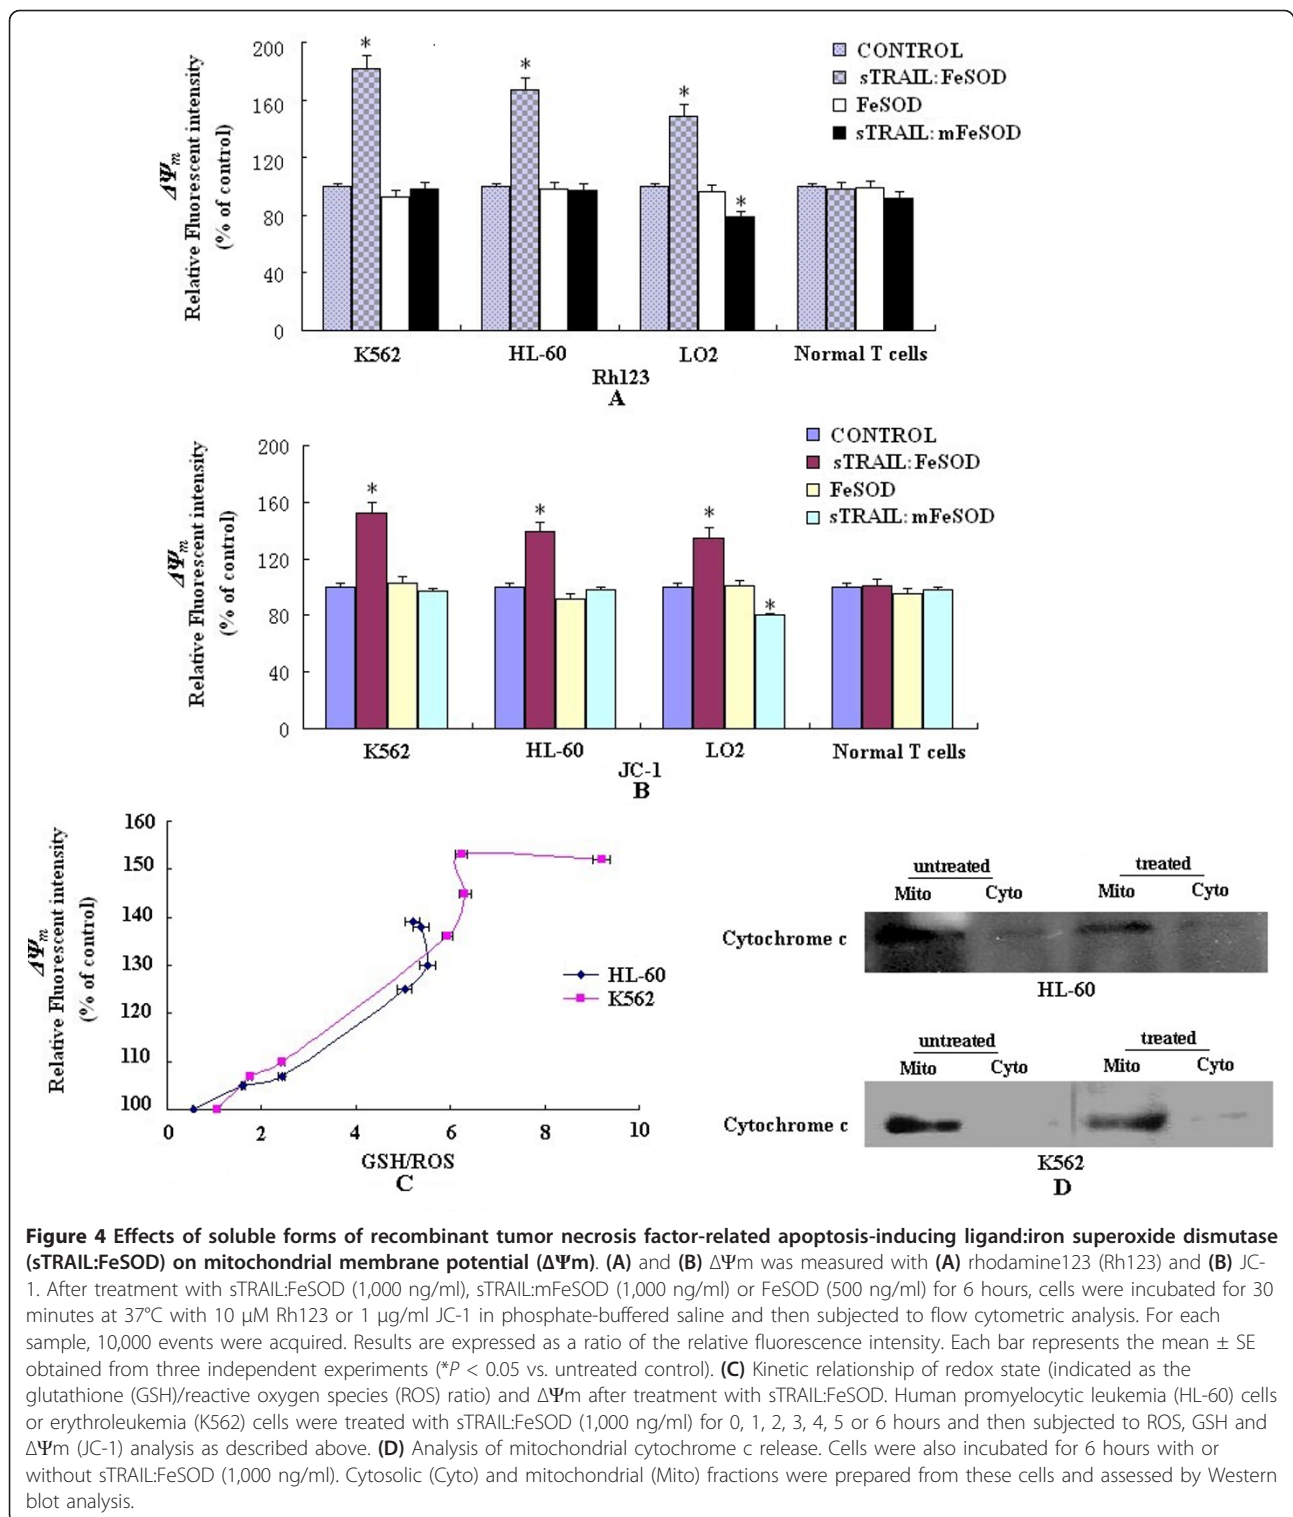 200
160
120
80
40
0
ΔΨm
Relative Fluorescent intensity
(% of control)
* * * *
CONTROL
sTRAIL:FeSOD
FeSOD
sTRAIL:mFeSOD
K562 HL-60 LO2 Normal T cells
Rh123
A
200
160
120
80
40
0
ΔΨm
Relative Fluorescent intensity
(% of control)
* * * *
CONTROL
sTRAIL:FeSOD
FeSOD
sTRAIL:mFeSOD
K562 HL-60 LO2 Normal T cells
JC-1
B
160
150
140
130
120
110
100
ΔΨm
Relative Fluorescent intensity
(% of control)
HL-60
K562
0 2 4 6 8 10
GSH/ROS
C
untreated treated
Mito Cyto Mito Cyto
Cytochrome c
HL-60
untreated treated
Mito Cyto Mito Cyto
Cytochrome c
K562
D
Figure 4 Effects of soluble forms of recombinant tumor necrosis factor-related apoptosis-inducing ligand:iron superoxide dismutase
(sTRAIL:FeSOD) on mitochondrial membrane potential (ΔΨm). (A) and (B) ΔΨm was measured with (A) rhodamine123 (Rh123) and (B) JC-
1. After treatment with sTRAIL:FeSOD (1,000 ng/ml), sTRAIL:mFeSOD (1,000 ng/ml) or FeSOD (500 ng/ml) for 6 hours, cells were incubated for 30
minutes at 37°C with 10 μM Rh123 or 1 μg/ml JC-1 in phosphate-buffered saline and then subjected to flow cytometric analysis. For each
sample, 10,000 events were acquired. Results are expressed as a ratio of the relative fluorescence intensity. Each bar represents the mean ± SE
obtained from three independent experiments (*P < 0.05 vs. untreated control). (C) Kinetic relationship of redox state (indicated as the
glutathione (GSH)/reactive oxygen species (ROS) ratio) and ΔΨm after treatment with sTRAIL:FeSOD. Human promyelocytic leukemia (HL-60) cells
or erythroleukemia (K562) cells were treated with sTRAIL:FeSOD (1,000 ng/ml) for 0, 1, 2, 3, 4, 5 or 6 hours and then subjected to ROS, GSH and
ΔΨm (JC-1) analysis as described above. (D) Analysis of mitochondrial cytochrome c release. Cells were also incubated for 6 hours with or
without sTRAIL:FeSOD (1,000 ng/ml). Cytosolic (Cyto) and mitochondrial (Mito) fractions were prepared from these cells and assessed by Western
blot analysis.